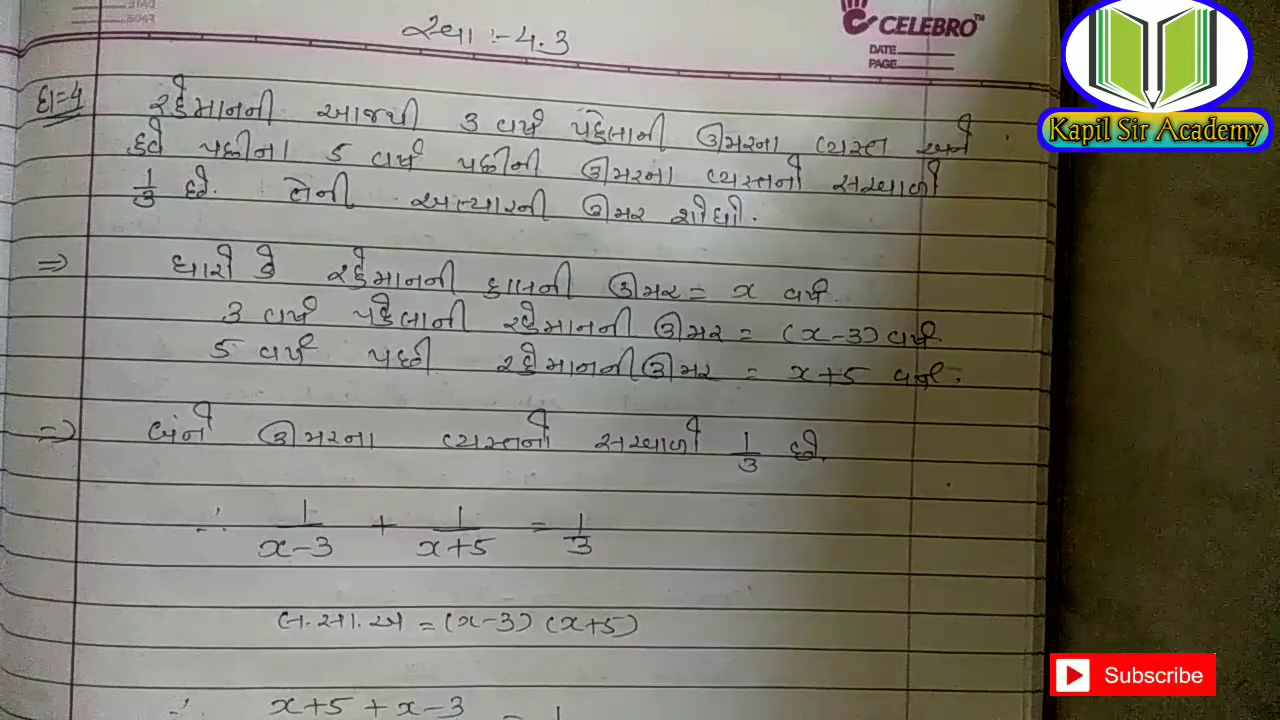 સ્વા :- 4.3
CELEBRO™
DATE
PAGE
Kapil Sir Academy
દા=4 રહેમાનની આજથી 3 વર્ષ પહેલાની ઊંમરના વ્યસ્ત અને
હવે પછીના 5 વર્ષ પછીની ઊંમરના વ્યસ્તનો સરવાળો
1/3 છે. તેની અત્યારની ઉંમર શોધો.
⇒ ધારો કે રહેમાનની હાલની ઊંમર = x વર્ષ.
3 વર્ષ પહેલાની રહેમાનની ઊંમર = (x-3) વર્ષ.
5 વર્ષ પછી રહેમાનની ઊંમર = x+5 વર્ષ.
⇒ બંને ઊંમરના વ્યસ્તનો સરવાળો 1/3 છે.
∴ 1/(x-3) + 1/(x+5) = 1/3
લ.સા.અ = (x-3) (x+5)
Subscribe
∴ x+5+x-3 = 1